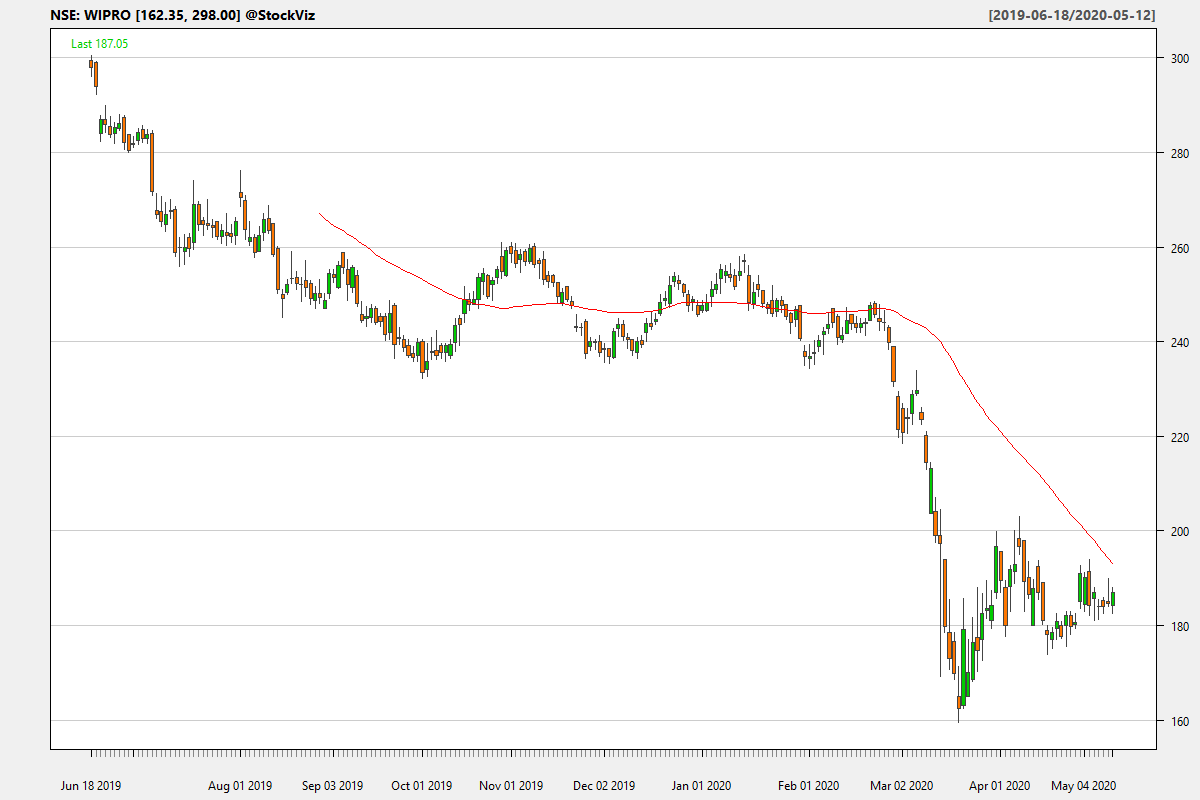 NSE: WIPRO [162.35, 298.00] @StockViz
[2019-06-18/2020-05-12]
Last 187.05
300
280
260
240
220
200
180
160
Jun 18 2019
Aug 01 2019
Sep 03 2019
Oct 01 2019
Nov 01 2019
Dec 02 2019
Jan 01 2020
Feb 01 2020
Mar 02 2020
Apr 01 2020
May 04 2020